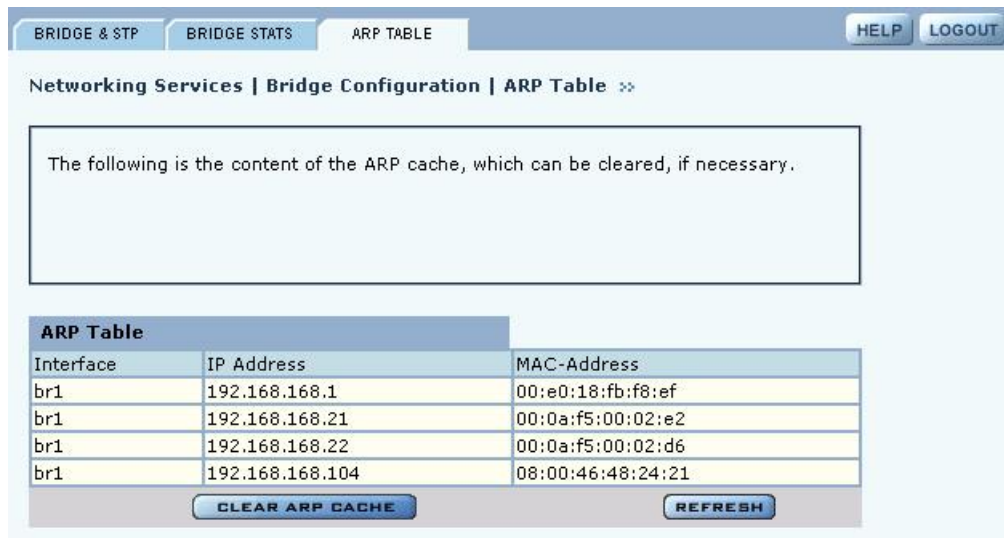 BRIDGE & STP BRIDGE STATS ARP TABLE HELP LOGOUT
Networking Services | Bridge Configuration | ARP Table >>
The following is the content of the ARP cache, which can be cleared, if necessary.
ARP Table
Interface IP Address MAC-Address
br1 192.168.168.1 00:e0:18:fb:f8:ef
br1 192.168.168.21 00:0a:f5:00:02:e2
br1 192.168.168.22 00:0a:f5:00:02:d6
br1 192.168.168.104 08:00:46:48:24:21
CLEAR ARP CACHE REFRESH